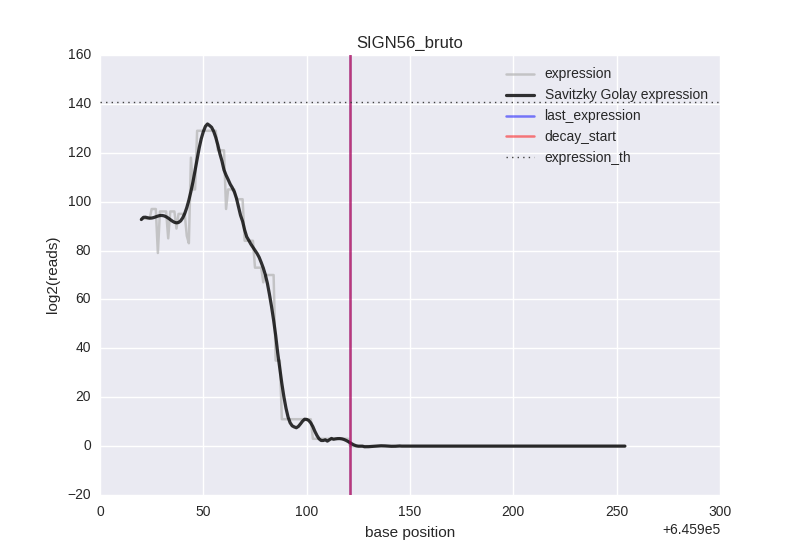 SIGN56_bruto
160
140
120
100
80
60
40
20
0
−20
log2(reads)
expression
Savitzky Golay expression
last_expression
decay_start
expression_th
0 50 100 150 200 250 300
base position
+6.459e5